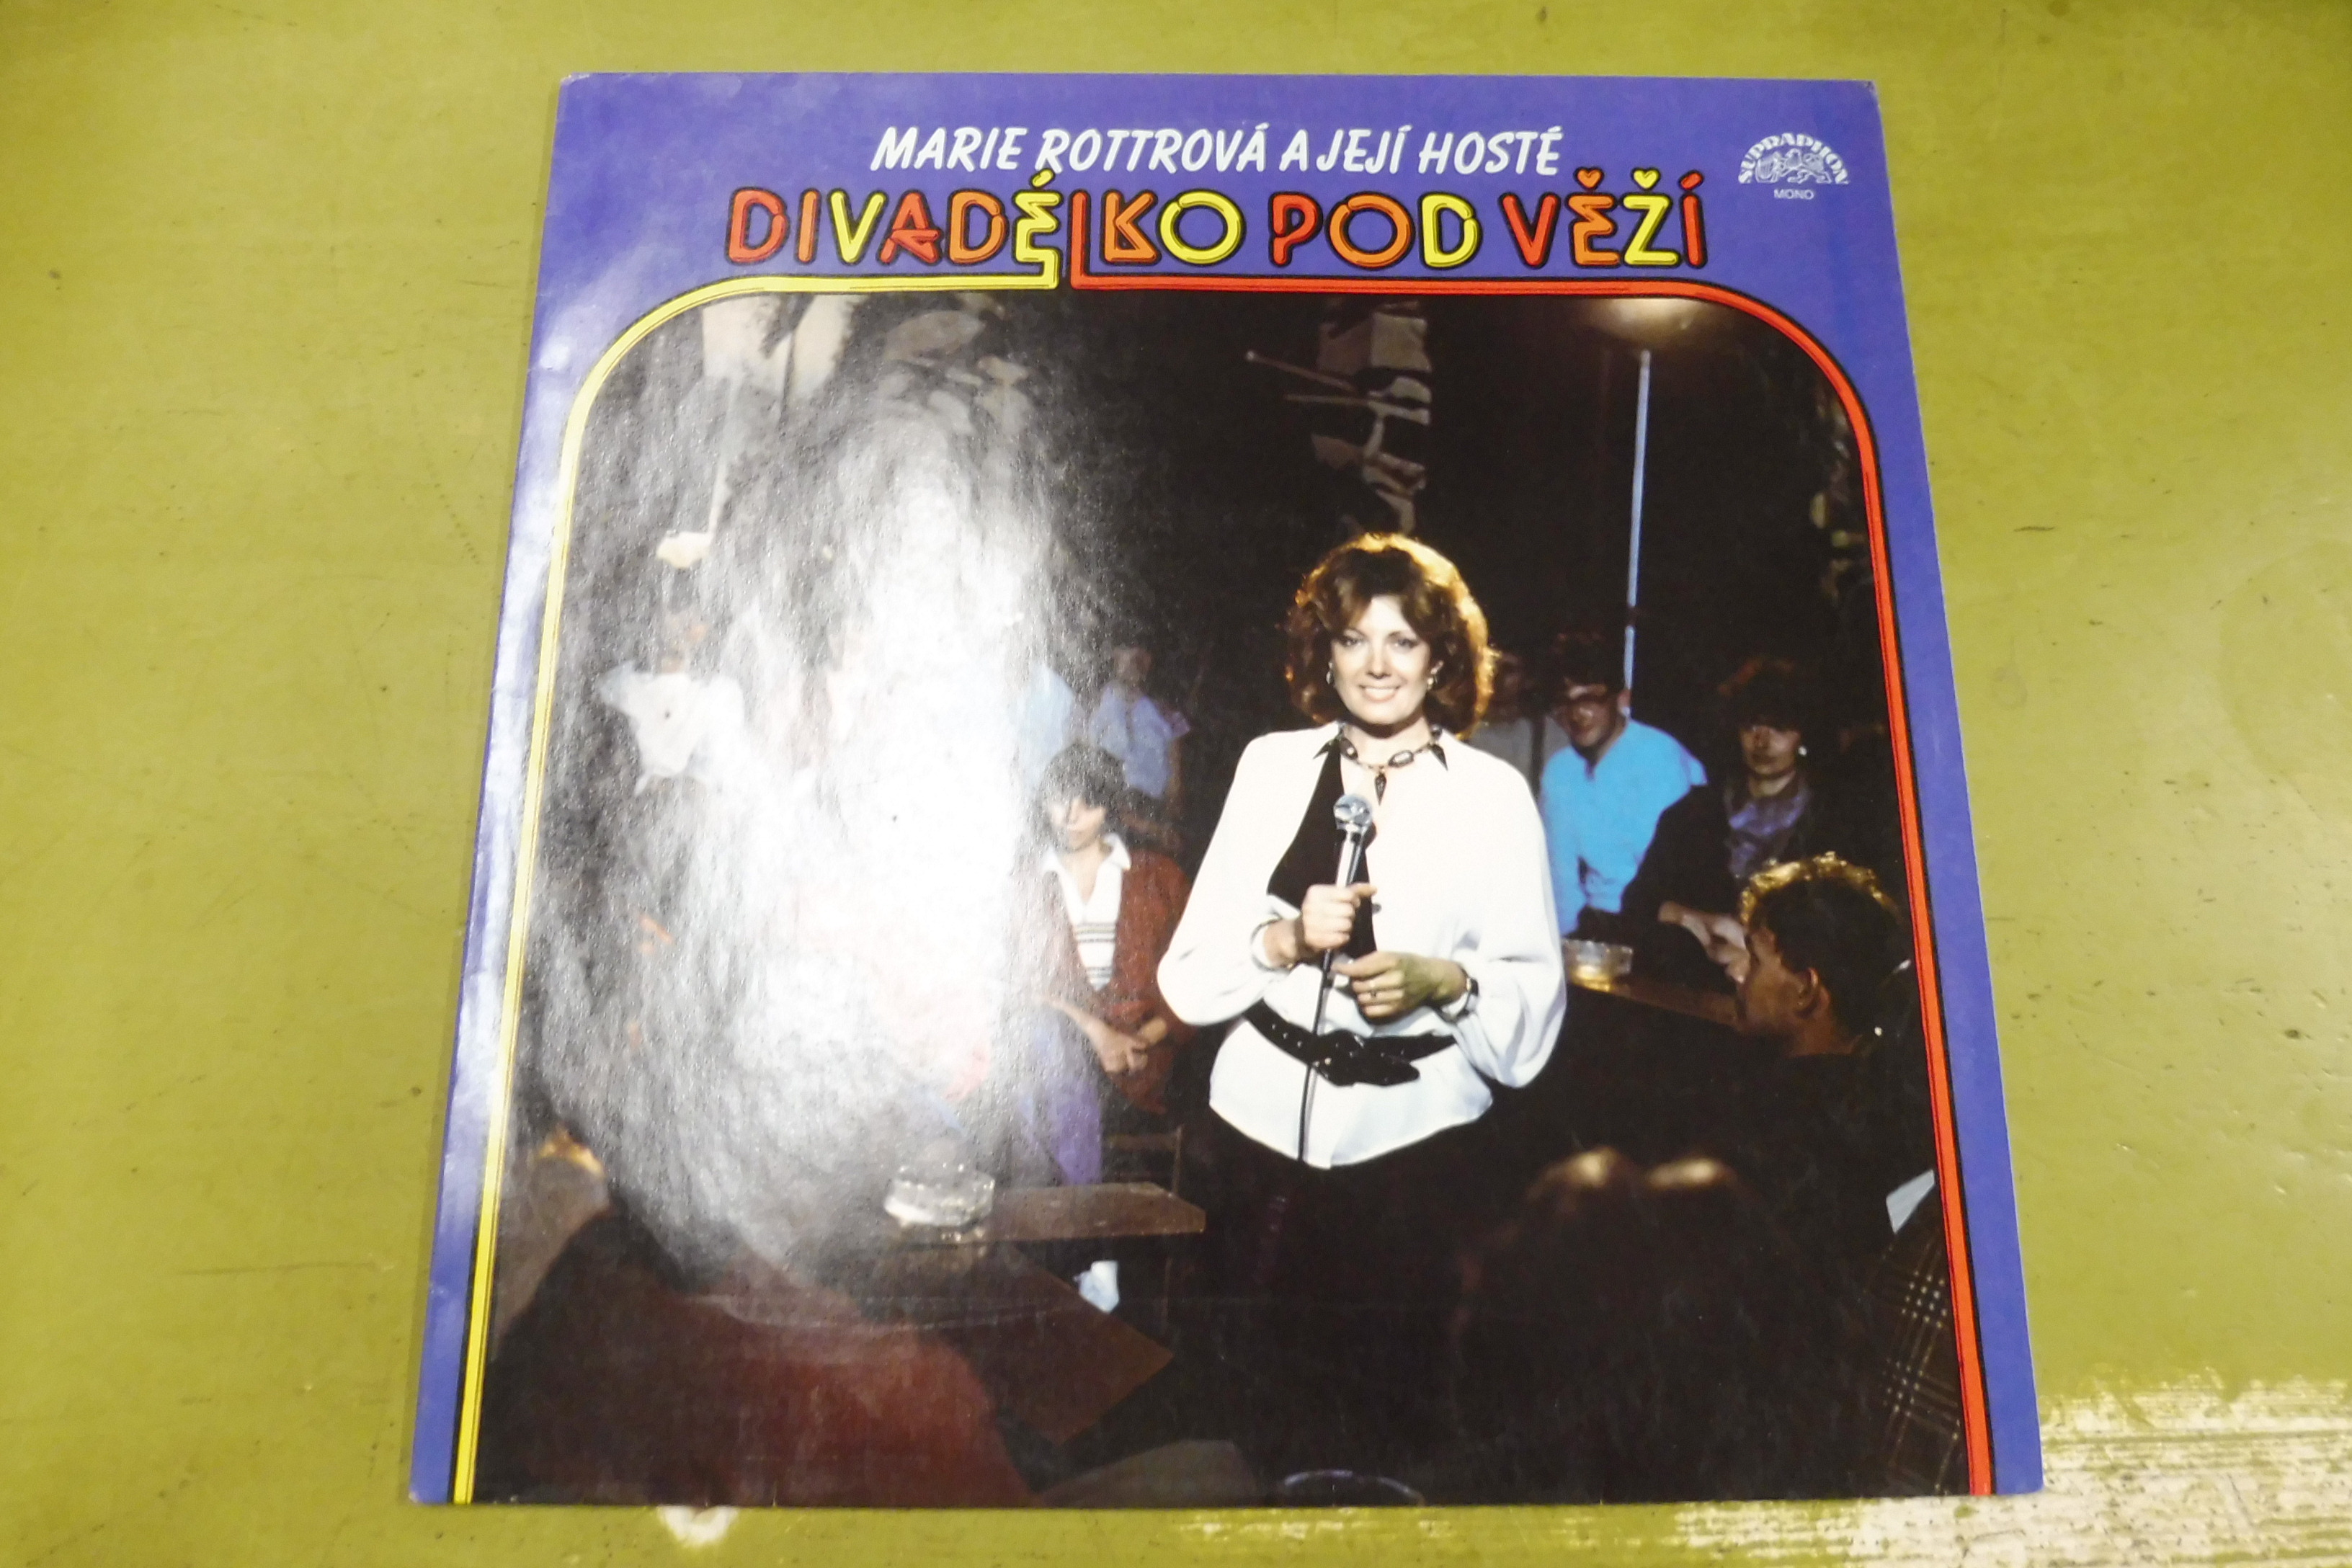 MARIE ROTTROVÁ A JEJÍ HOSTÉ
DIVADÉLKO POD VĚŽÍ
SUPRAPHON
MONO